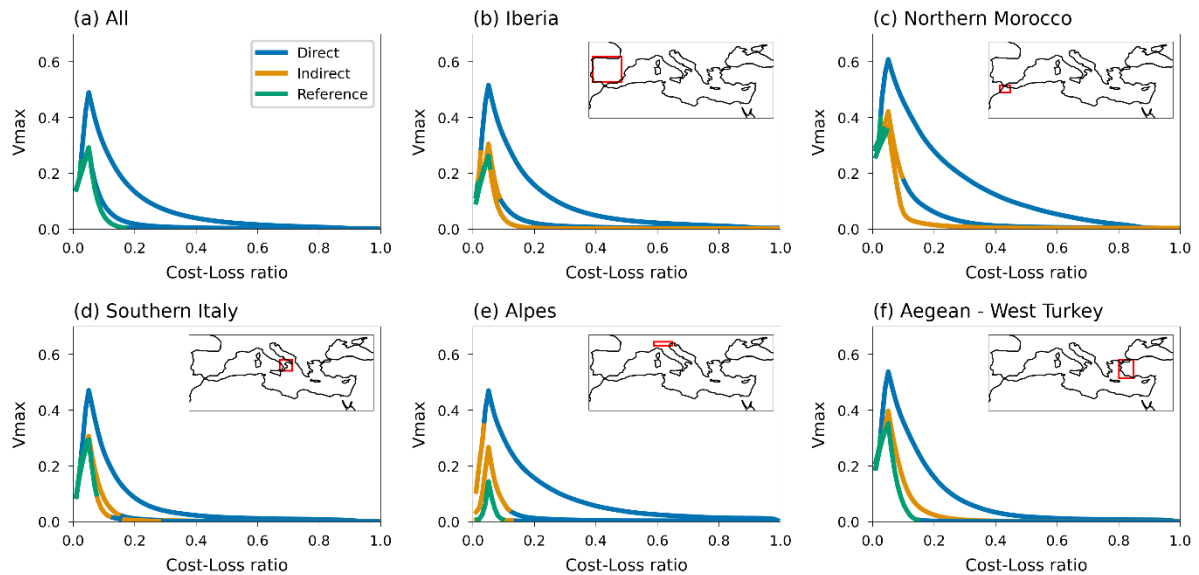 (a) All
Direct
Indirect
Reference
Vmax
0.6
0.4
0.2
0.0
0.0 0.2 0.4 0.6 0.8 1.0
Cost-Loss ratio
(b) Iberia
Vmax
0.6
0.4
0.2
0.0
0.0 0.2 0.4 0.6 0.8 1.0
Cost-Loss ratio
(c) Northern Morocco
Vmax
0.6
0.4
0.2
0.0
0.0 0.2 0.4 0.6 0.8 1.0
Cost-Loss ratio
(d) Southern Italy
Vmax
0.6
0.4
0.2
0.0
0.0 0.2 0.4 0.6 0.8 1.0
Cost-Loss ratio
(e) Alpes
Vmax
0.6
0.4
0.2
0.0
0.0 0.2 0.4 0.6 0.8 1.0
Cost-Loss ratio
(f) Aegean - West Turkey
Vmax
0.6
0.4
0.2
0.0
0.0 0.2 0.4 0.6 0.8 1.0
Cost-Loss ratio